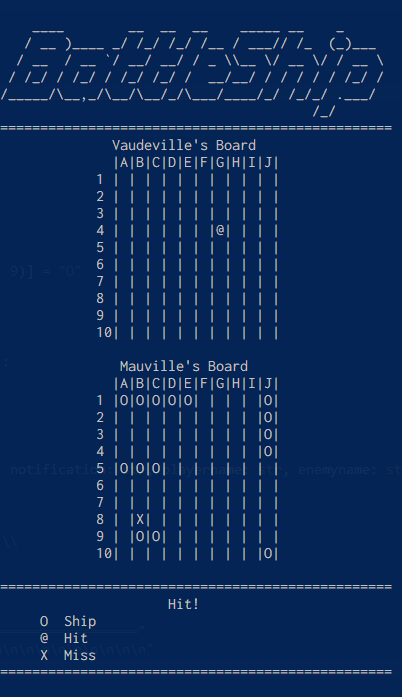 BattleShip
================================================
Vaudeville's Board
|A|B|C|D|E|F|G|H|I|J|
1 | | | | | | | | | | |
2 | | | | | | | | | | |
3 | | | | | | | | | | |
4 | | | | | | |@| | | |
5 | | | | | | | | | | |
6 | | | | | | | | | | |
7 | | | | | | | | | | |
8 | | | | | | | | | | |
9 | | | | | | | | | | |
10| | | | | | | | | | |
Mauville's Board
|A|B|C|D|E|F|G|H|I|J|
1 |O|O|O|O|O| | | | |O|
2 | | | | | | | | | |O|
3 | | | | | | | | | |O|
4 | | | | | | | | | |O|
5 |O|O|O| | | | | | | |
6 | | | | | | | | | | |
7 | | | | | | | | | | |
8 | |X| | | | | | | | |
9 | |O|O| | | | | | | |
10| | | | | | | | | |O|
================================================
Hit!
O Ship
@ Hit
X Miss
================================================